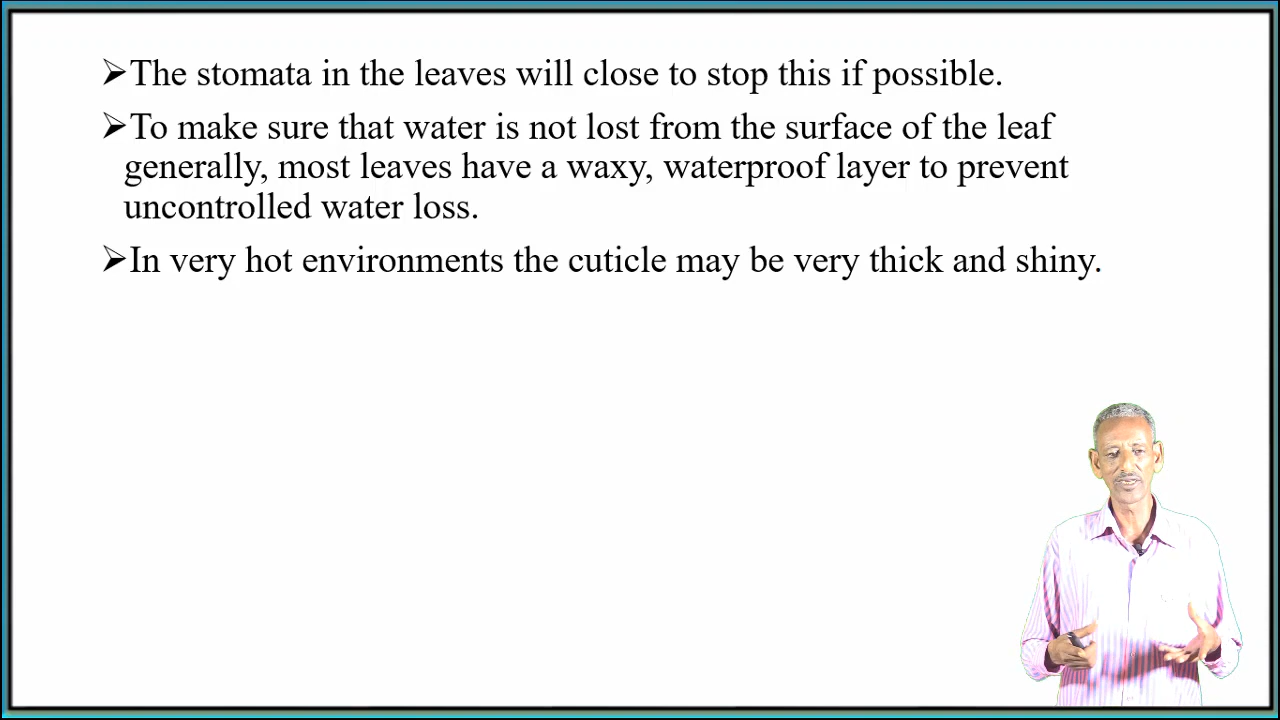 ➢The stomata in the leaves will close to stop this if possible.
➢To make sure that water is not lost from the surface of the leaf
generally, most leaves have a waxy, waterproof layer to prevent
uncontrolled water loss.
➢In very hot environments the cuticle may be very thick and shiny.